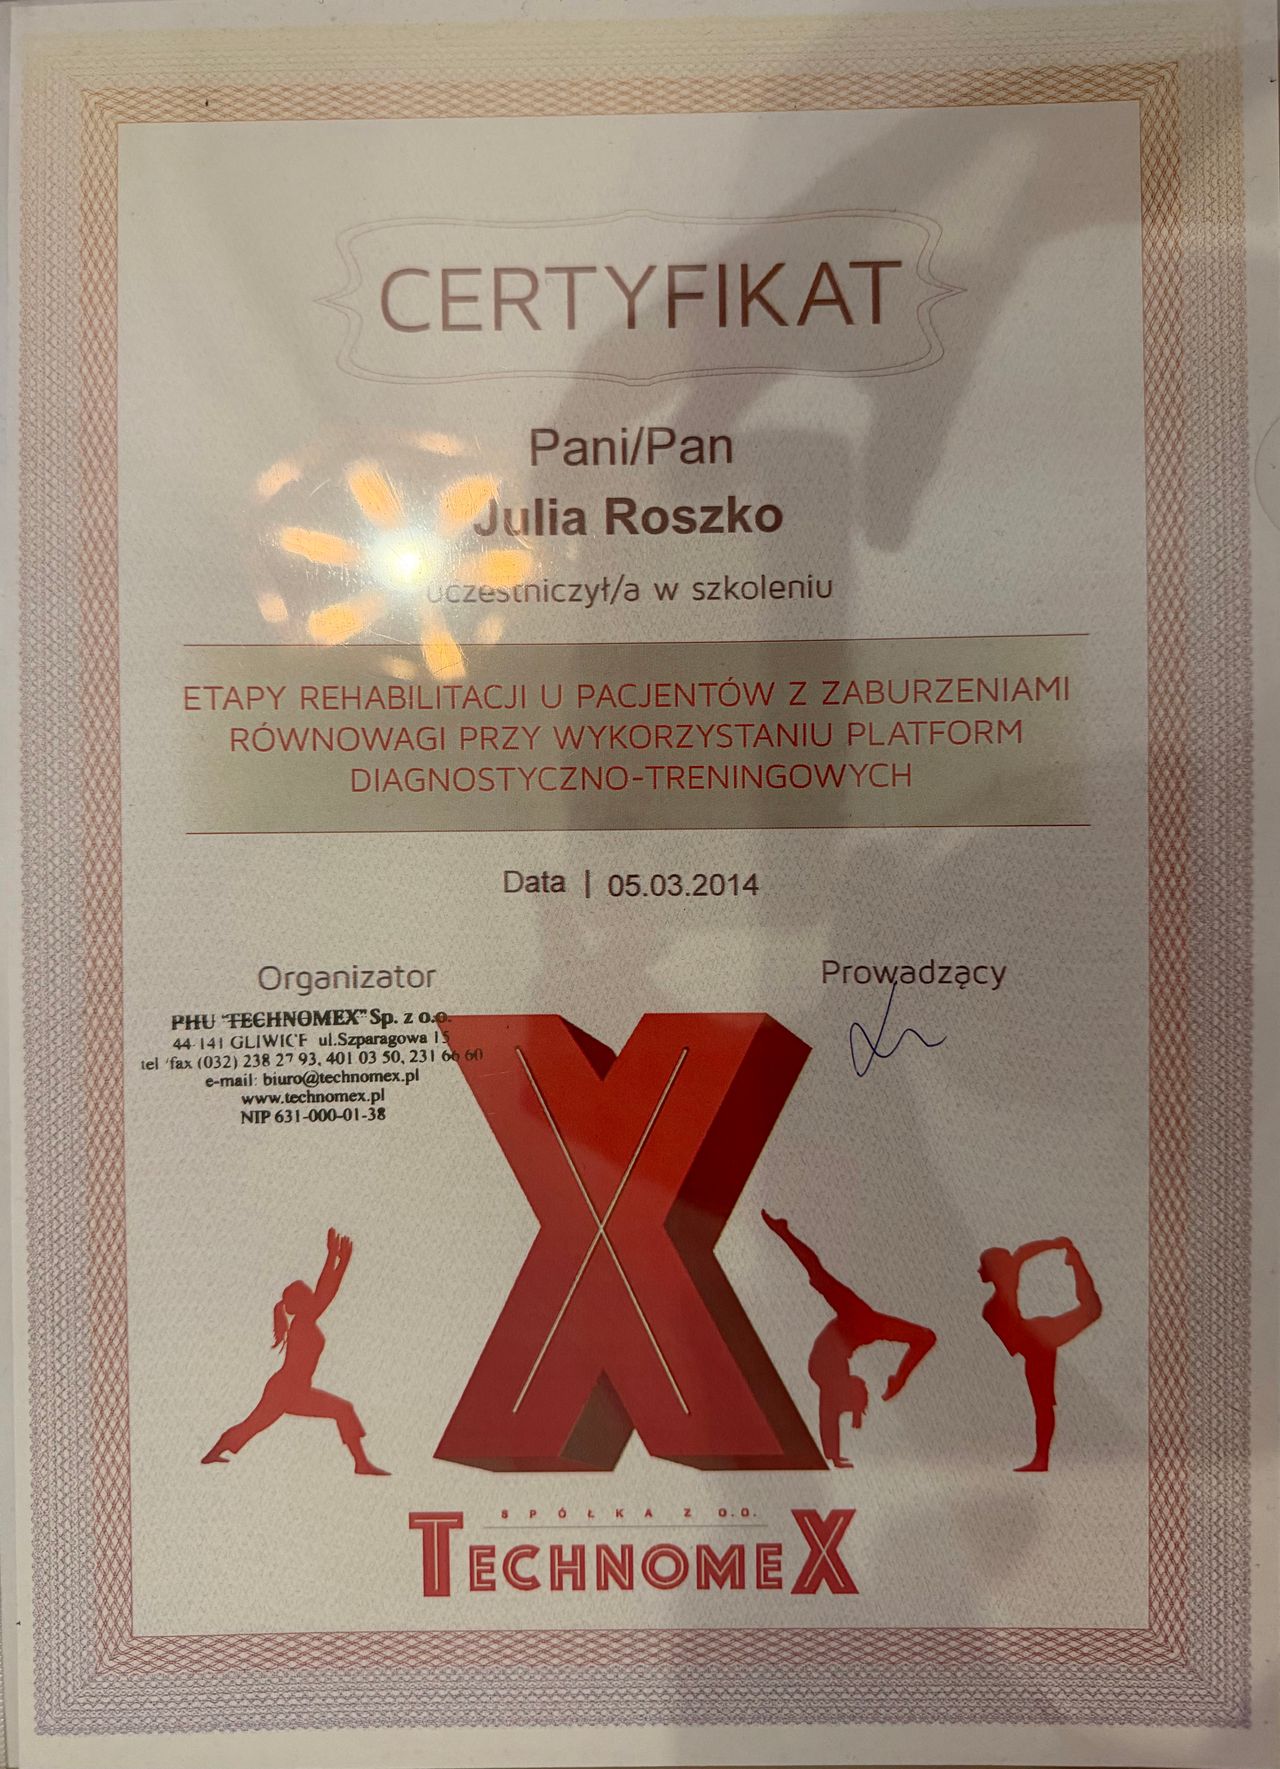 CERTYFIKAT
Pani/Pan
Julia Roszko
uczestniczył/a w szkoleniu
ETAPY REHABILITACJI U PACJENTÓW Z ZABURZENIAMI
RÓWNOWAGI PRZY WYKORZYSTANIU PLATFORM
DIAGNOSTYCZNO-TRENINGOWYCH
Data | 05.03.2014
Organizator
Prowadzący
PHU "TECHNOMEX" Sp. z o.o.
44-141 GLIWICE ul.Szparagowa 15
tel/fax (032) 238 27 93, 401 03 50, 231 66 60
e-mail: biuro@technomex.pl
www.technomex.pl
NIP 631-000-01-38
X
SPÓŁKA Z O.O.
TECHNOMEX